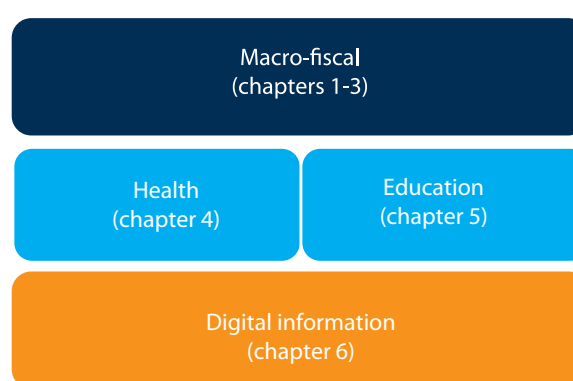 Macro-fiscal
(chapters 1-3)
Health
(chapter 4)
Education
(chapter 5)
Digital information
(chapter 6)